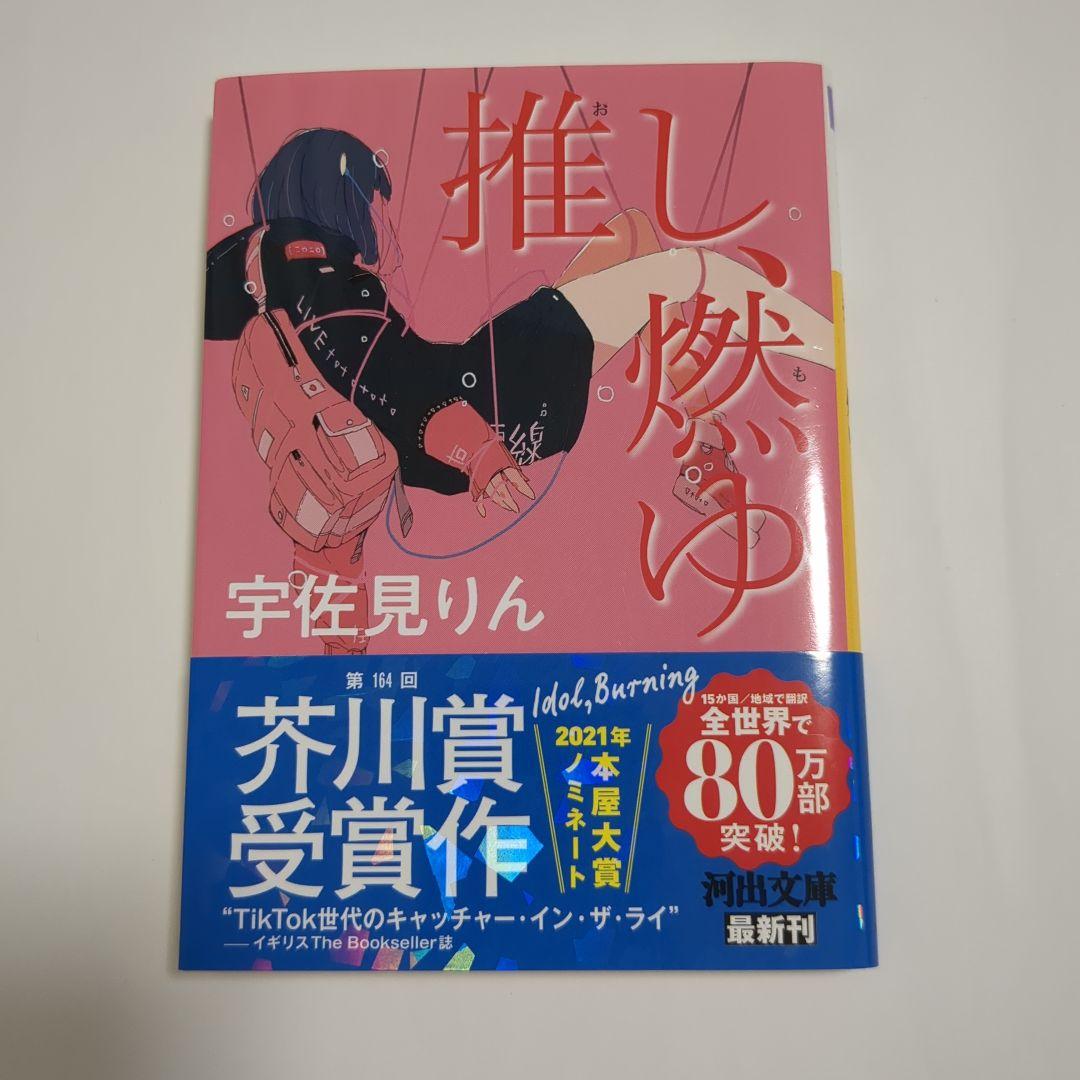 推し、
燃ゆ
お
も
LIVE
線
宇佐見りん
第164回
芥川賞
受賞作
Idol, Burning
2021年
本屋大賞
ノミネート
15か国/地域で翻訳
全世界で
80万部
突破!
“TikTok世代のキャッチャー・イン・ザ・ライ”
── イギリスThe Bookseller誌
河出文庫
最新刊